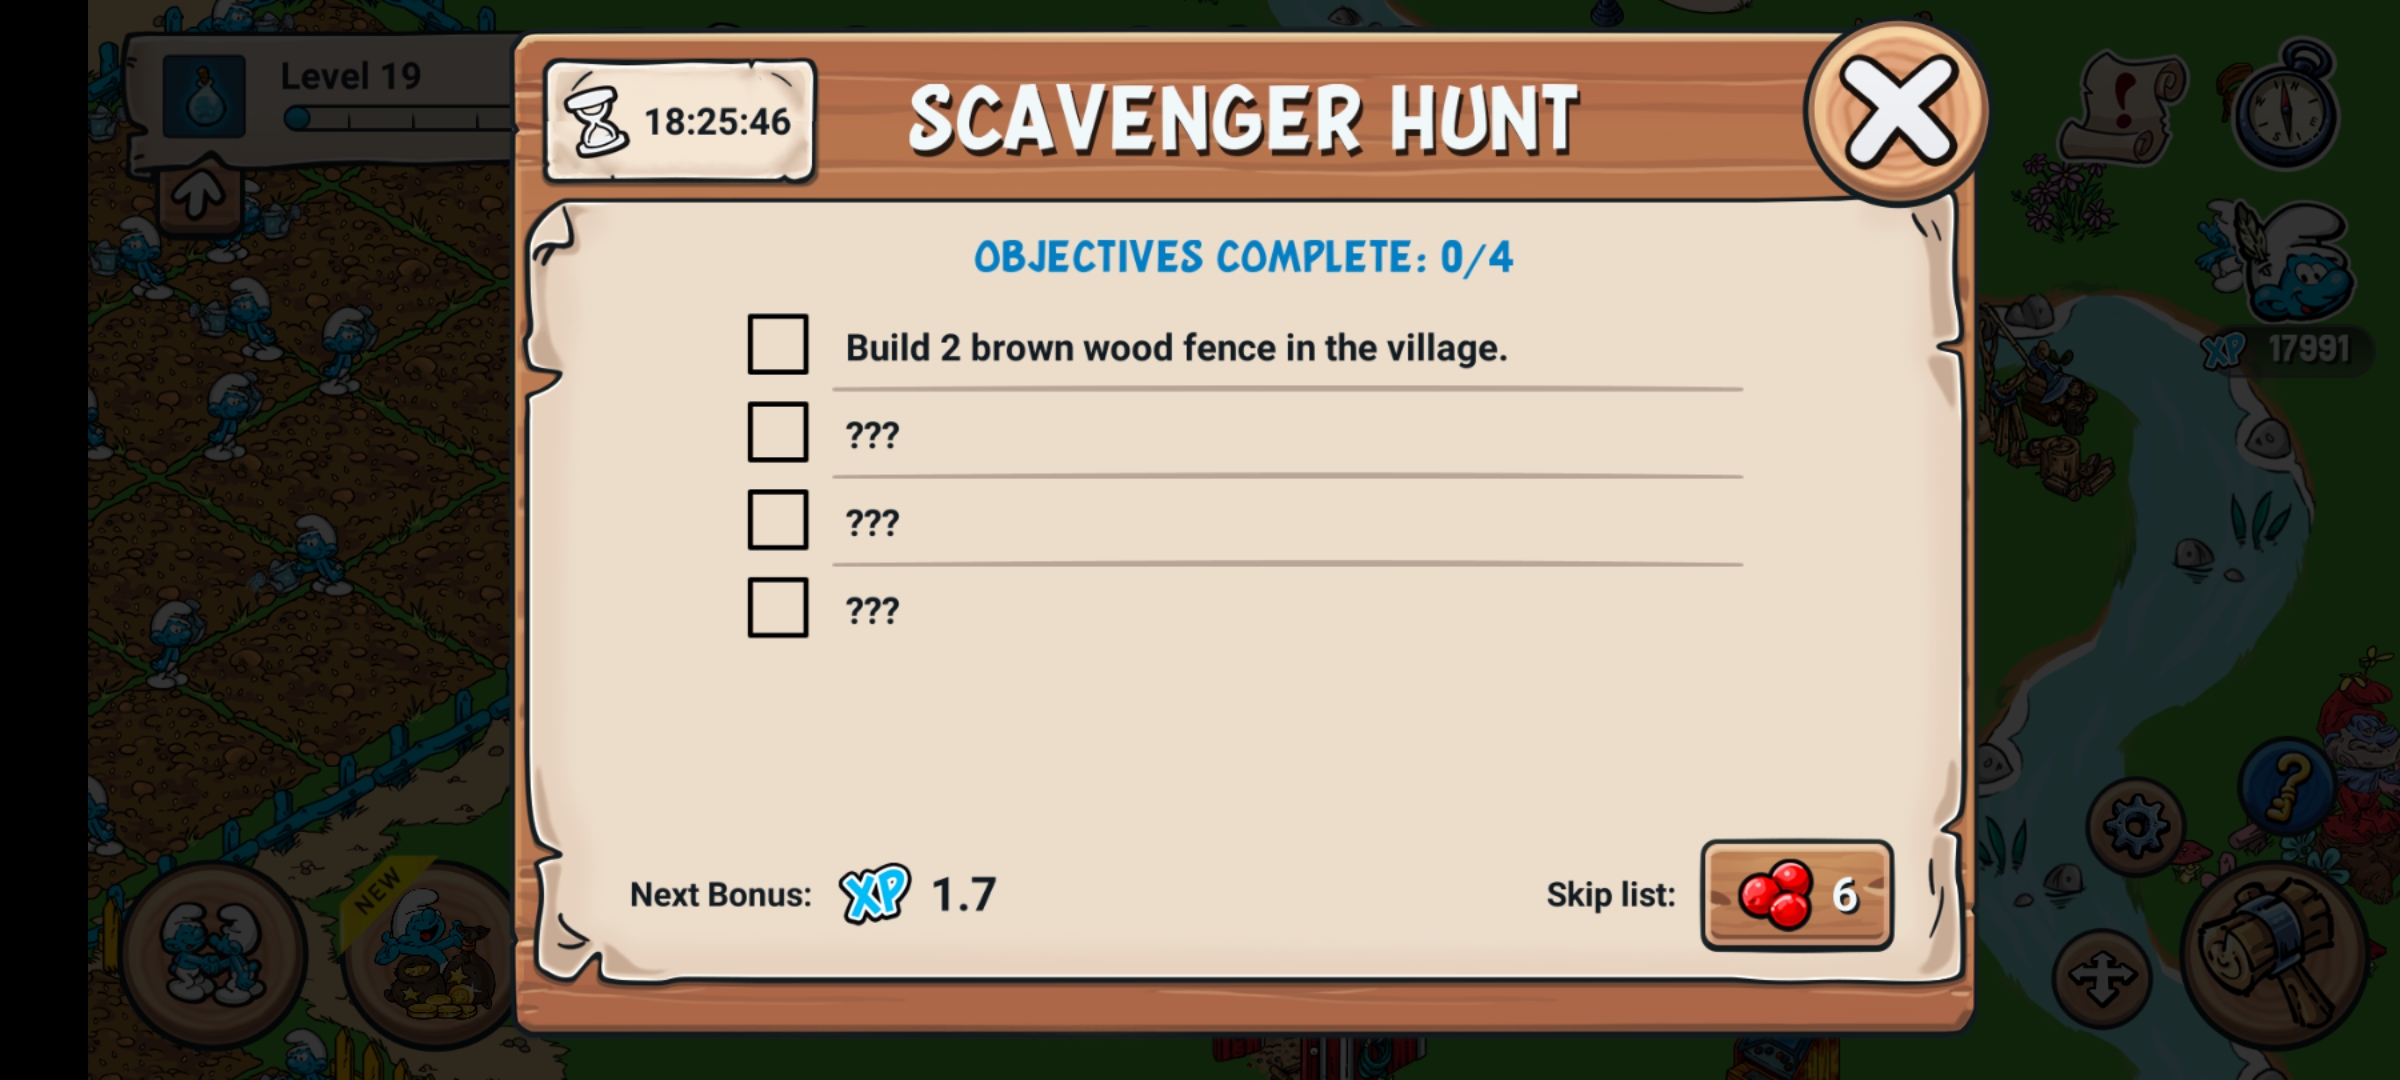 Level 19
18:25:46
SCAVENGER HUNT
OBJECTIVES COMPLETE: 0/4
Build 2 brown wood fence in the village.
???
???
???
XP 17991
NEW
Next Bonus: XP 1.7
Skip list: 6